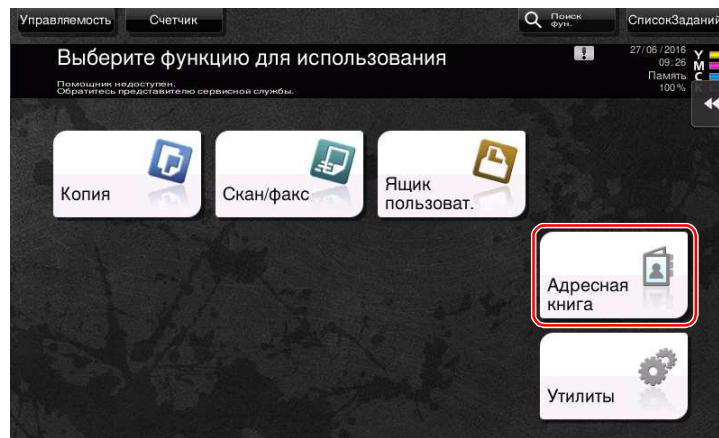 Управляемость
Счетчик
Поиск
фун.
СписокЗаданий
Выберите функцию для использования
Помощник недоступен.
Обратитесь представителю сервисной службы.
27/06/2016
09:26
Память
100 %
Y
M
C
K
Копия
Скан/факс
Ящик
пользоват.
Адресная
книга
Утилиты